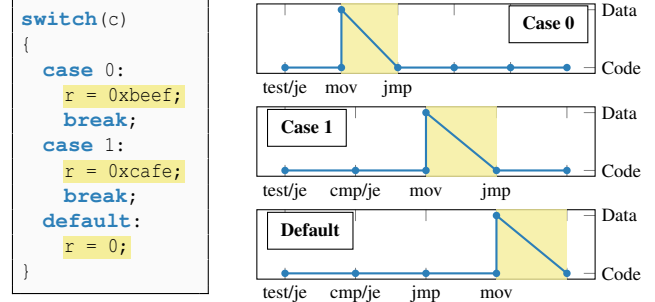 switch(c)
{
case 0:
r = 0xbeef;
break;
case 1:
r = 0xcafe;
break;
default:
r = 0;
}
Case 0
Data
Code
test/je mov jmp
Case 1
Data
Code
test/je cmp/je mov jmp
Default
Data
Code
test/je cmp/je jmp mov